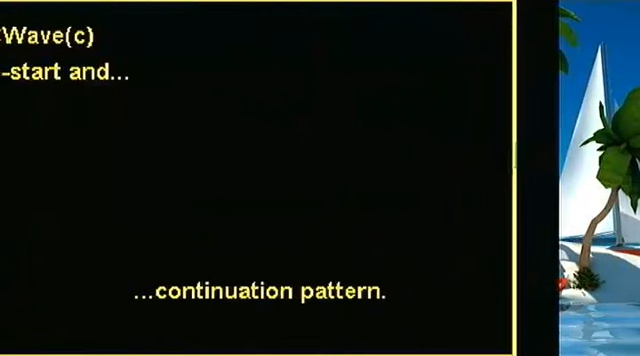 Wave(c)
-start and...
...continuation pattern.